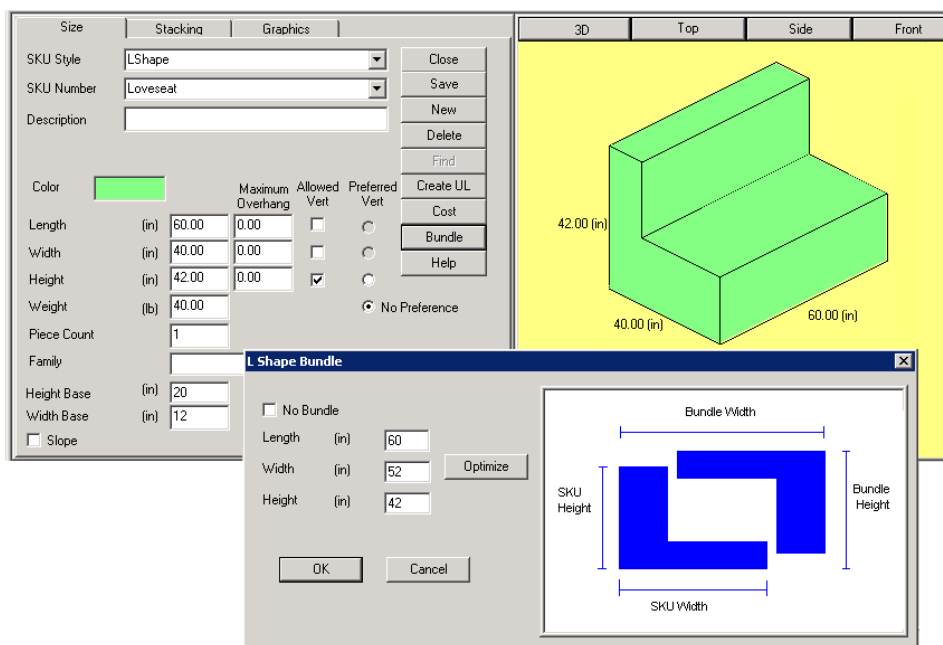 Size Stacking Graphics
SKU Style LShape
SKU Number Loveseat
Description
Close
Save
New
Delete
Find
Create UL
Cost
Bundle
Help
Color
Maximum Overhang Allowed Vert Preferred Vert
Length (in) 60.00 0.00
Width (in) 40.00 0.00
Height (in) 42.00 0.00
Weight (lb) 40.00 No Preference
Piece Count 1
Family
Height Base (in) 20
Width Base (in) 12
Slope
3D Top Side Front
42.00 (in)
40.00 (in)
60.00 (in)
L Shape Bundle
No Bundle
Length (in) 60
Width (in) 52 Optimize
Height (in) 42
OK Cancel
Bundle Width
SKU Height
Bundle Height
SKU Width